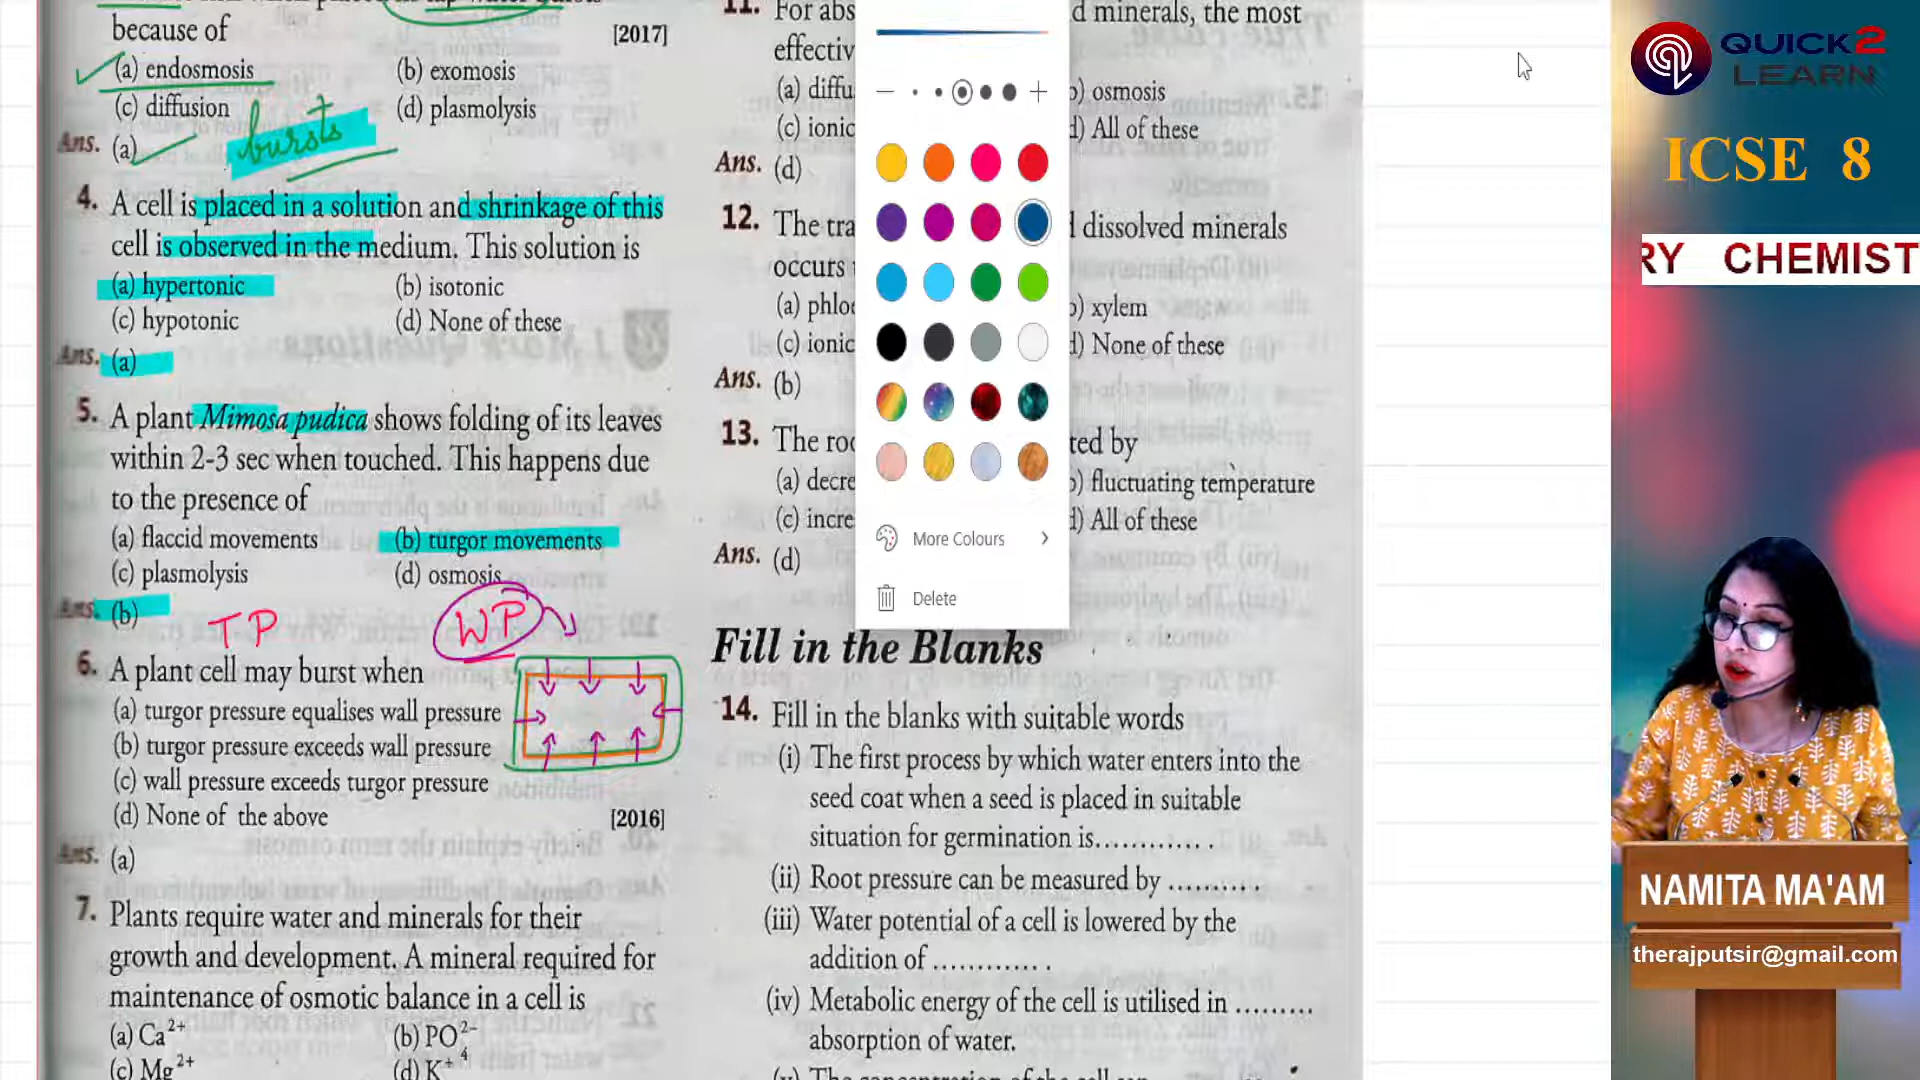 because of [2017]
(a) endosmosis (b) exomosis
(c) diffusion (d) plasmolysis
Ans. (a) bursts
4. A cell is placed in a solution and shrinkage of this
cell is observed in the medium. This solution is
(a) hypertonic (b) isotonic
(c) hypotonic (d) None of these
Ans. (a)
5. A plant Mimosa pudica shows folding of its leaves
within 2-3 sec when touched. This happens due
to the presence of
(a) flaccid movements (b) turgor movements
(c) plasmolysis (d) osmosis
Ans. (b)
TP WP
6. A plant cell may burst when
(a) turgor pressure equalises wall pressure
(b) turgor pressure exceeds wall pressure
(c) wall pressure exceeds turgor pressure
(d) None of the above [2016]
Ans. (a)
7. Plants require water and minerals for their
growth and development. A mineral required for
maintenance of osmotic balance in a cell is
(a) Ca2+ (b) PO2-4
(c) Mg2+ (d) K+
11. For abs d minerals, the most
effectiv
(a) diffu b) osmosis
(c) ionic d) All of these
Ans. (d)
12. The tra d dissolved minerals
occurs
(a) phlo b) xylem
(c) ionic d) None of these
Ans. (b)
13. The roo ted by
(a) decre b) fluctuating temperature
(c) incre d) All of these
Ans. (d)
More Colours
Delete
Fill in the Blanks
14. Fill in the blanks with suitable words
(i) The first process by which water enters into the
seed coat when a seed is placed in suitable
situation for germination is.............
(ii) Root pressure can be measured by ..........
(iii) Water potential of a cell is lowered by the
addition of .............
(iv) Metabolic energy of the cell is utilised in .........
absorption of water.
QUICK2
LEARN
ICSE 8
RY CHEMIST
NAMITA MA'AM
therajputsir@gmail.com